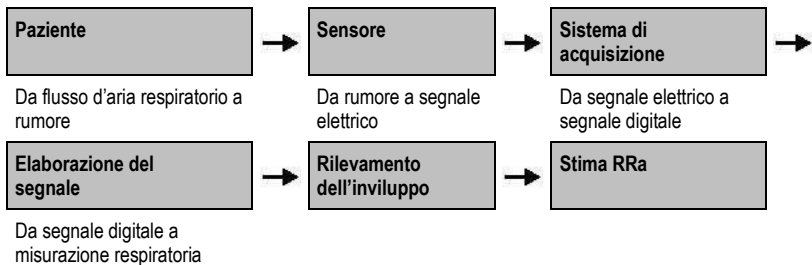 Paziente
Sensore
Sistema di
acquisizione
Da flusso d'aria respiratorio a
rumore
Da rumore a segnale
elettrico
Da segnale elettrico a
segnale digitale
Elaborazione del
segnale
Rilevamento
dell'inviluppo
Stima RRa
Da segnale digitale a
misurazione respiratoria